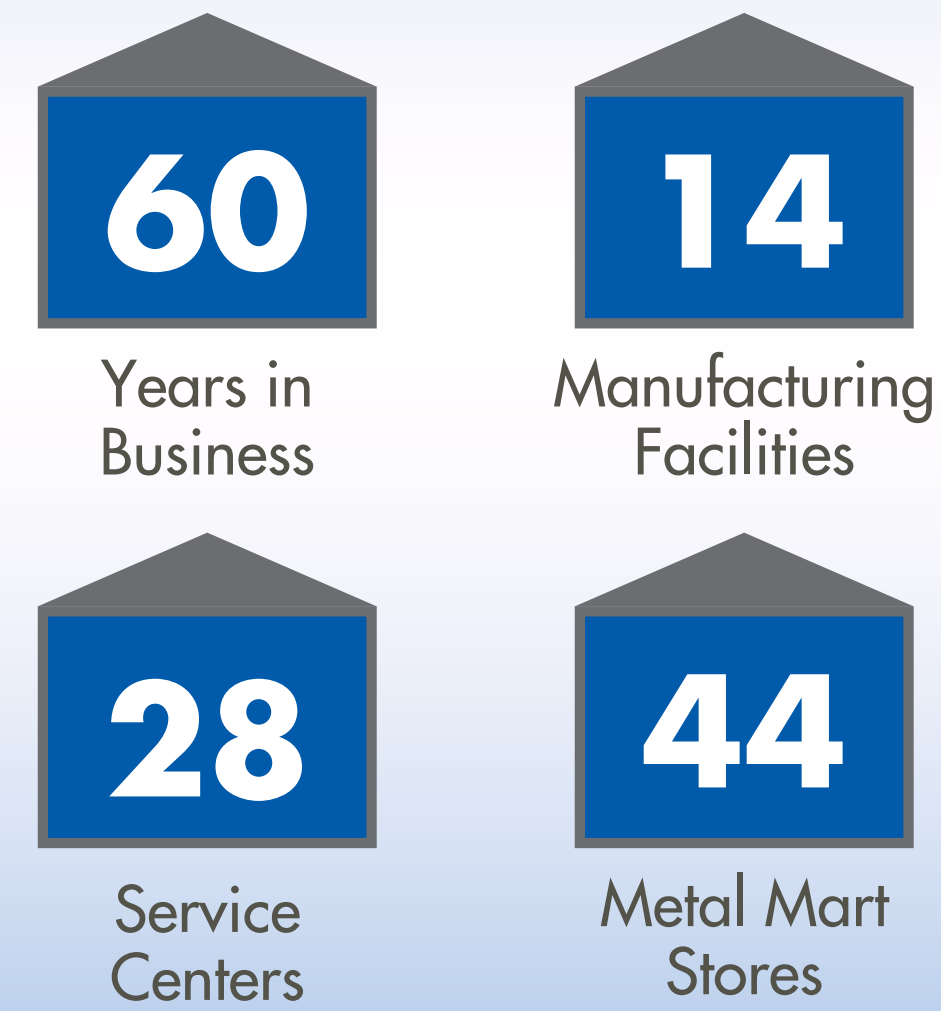 60
Years in
Business
14
Manufacturing
Facilities
28
Service
Centers
44
Metal Mart
Stores